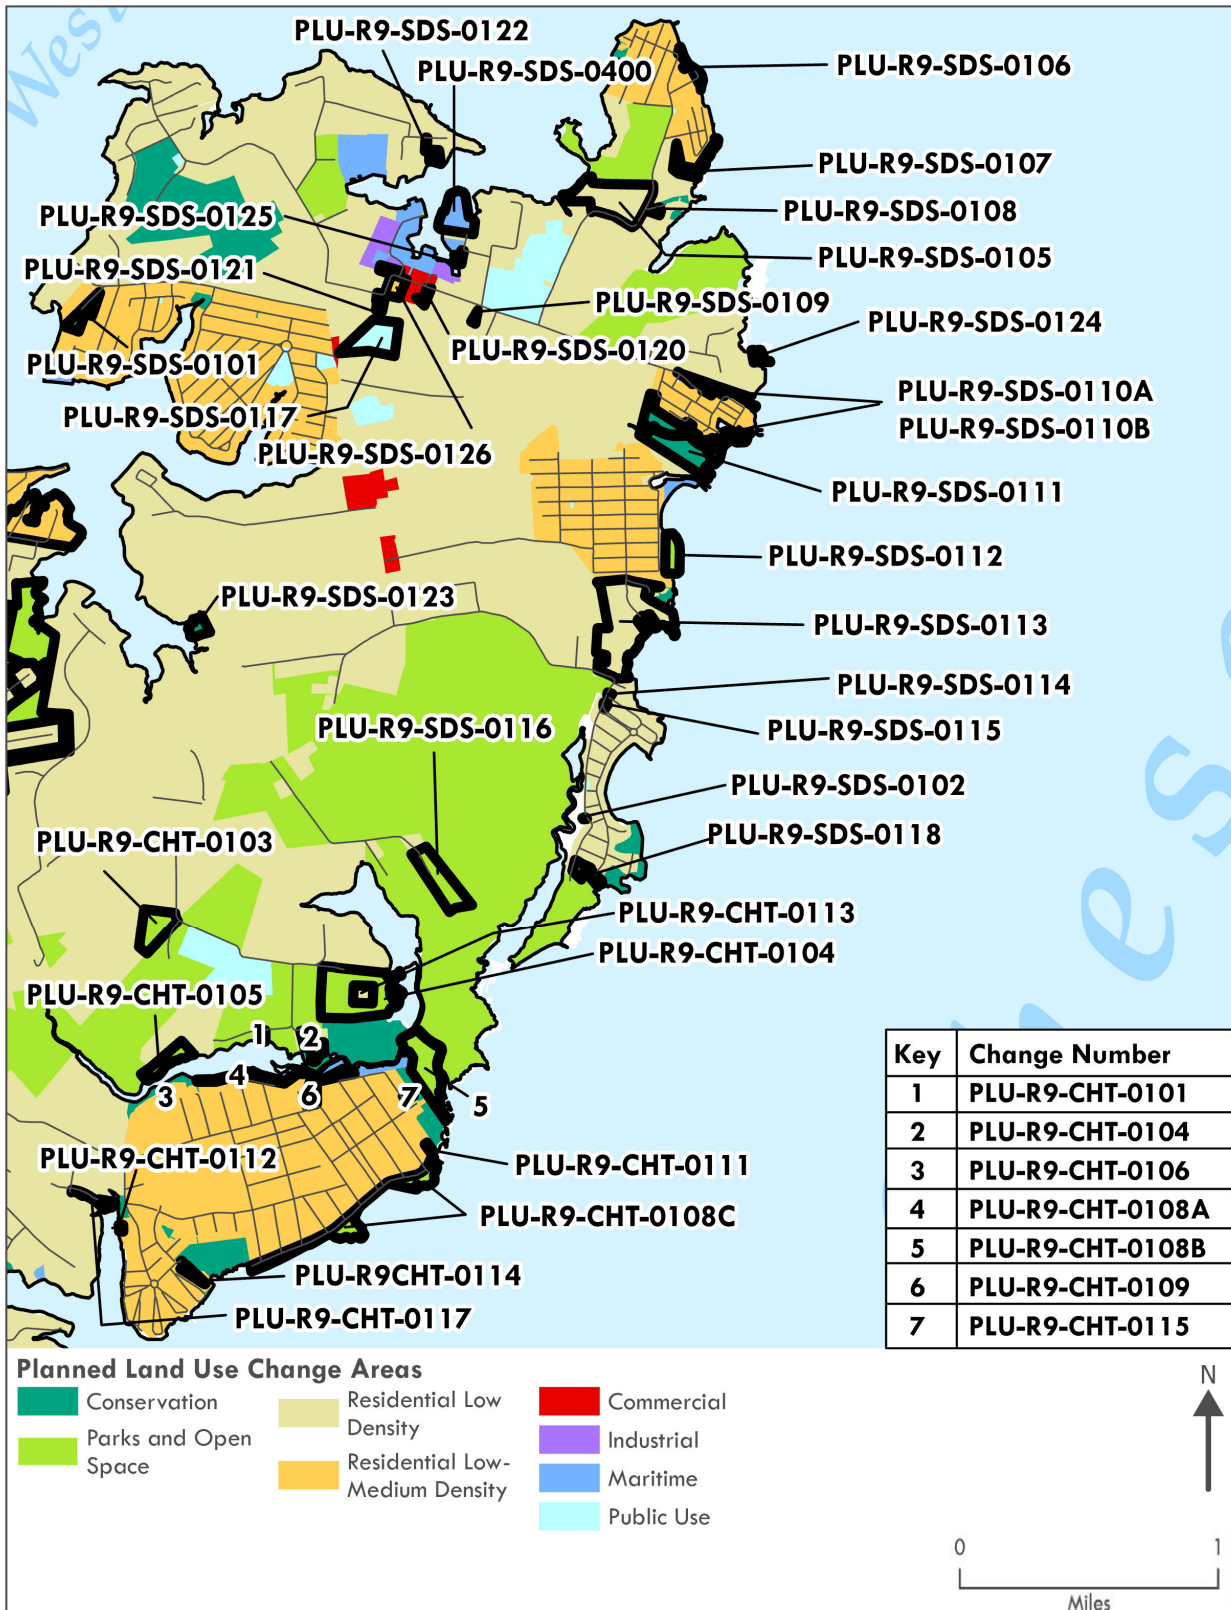 West
PLU-R9-SDS-0122
PLU-R9-SDS-0400
PLU-R9-SDS-0106
PLU-R9-SDS-0107
PLU-R9-SDS-0125
PLU-R9-SDS-0108
PLU-R9-SDS-0105
PLU-R9-SDS-0121
PLU-R9-SDS-0109
PLU-R9-SDS-0124
PLU-R9-SDS-0101
PLU-R9-SDS-0120
PLU-R9-SDS-0110A
PLU-R9-SDS-0117
PLU-R9-SDS-0110B
PLU-R9-SDS-0126
PLU-R9-SDS-0111
PLU-R9-SDS-0112
PLU-R9-SDS-0123
PLU-R9-SDS-0113
PLU-R9-SDS-0114
PLU-R9-SDS-0116
PLU-R9-SDS-0115
PLU-R9-SDS-0102
PLU-R9-CHT-0103
PLU-R9-SDS-0118
PLU-R9-CHT-0113
PLU-R9-CHT-0104
PLU-R9-CHT-0105
1
2
3
4
6
7
5
PLU-R9-CHT-0112
PLU-R9-CHT-0111
PLU-R9-CHT-0108C
PLU-R9CHT-0114
PLU-R9-CHT-0117
Key Change Number
1 PLU-R9-CHT-0101
2 PLU-R9-CHT-0104
3 PLU-R9-CHT-0106
4 PLU-R9-CHT-0108A
5 PLU-R9-CHT-0108B
6 PLU-R9-CHT-0109
7 PLU-R9-CHT-0115
Planned Land Use Change Areas
Conservation
Parks and Open
Space
Residential Low
Density
Residential Low-
Medium Density
Commercial
Industrial
Maritime
Public Use
N
0 1
Miles